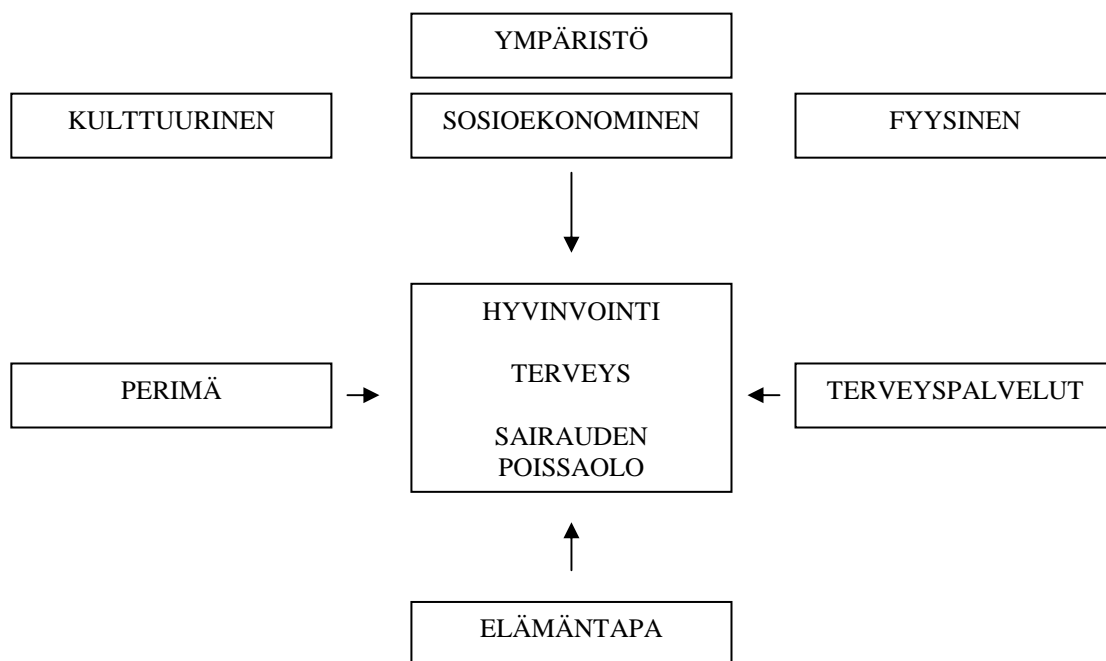 YMPÄRISTÖ
KULTTUURINEN
SOSIOEKONOMINEN
FYYSINEN
HYVINVOINTI
TERVEYS
SAIRAUDEN
POISSAOLO
PERIMÄ
TERVEYSPALVELUT
ELÄMÄNTAPA